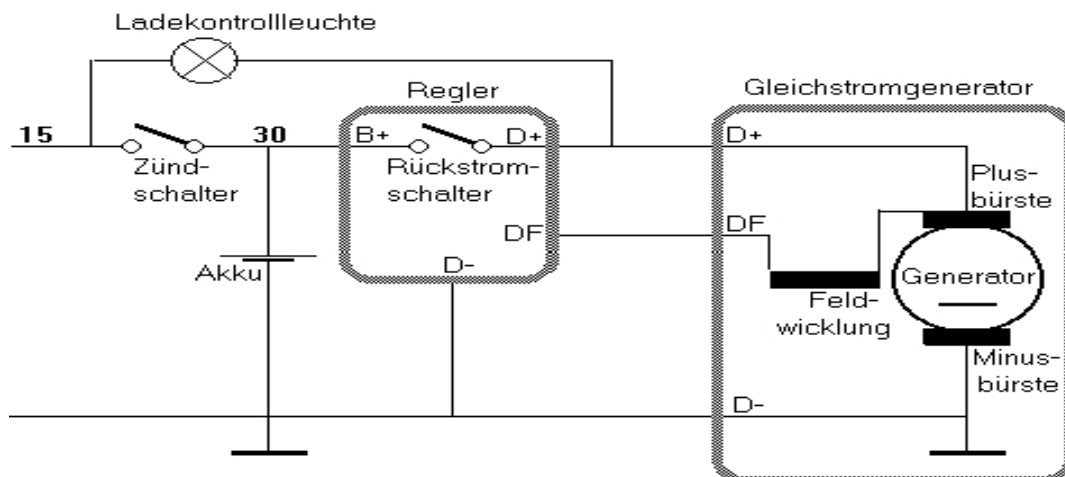 Ladekontrollleuchte
Regler
Gleichstromgenerator
15
30
B+
D+
D+
Zünd-
schalter
Rückstrom-
schalter
Plus-
bürste
DF
DF
Akku
D-
Generator
Feld-
wicklung
Minus-
bürste
D-